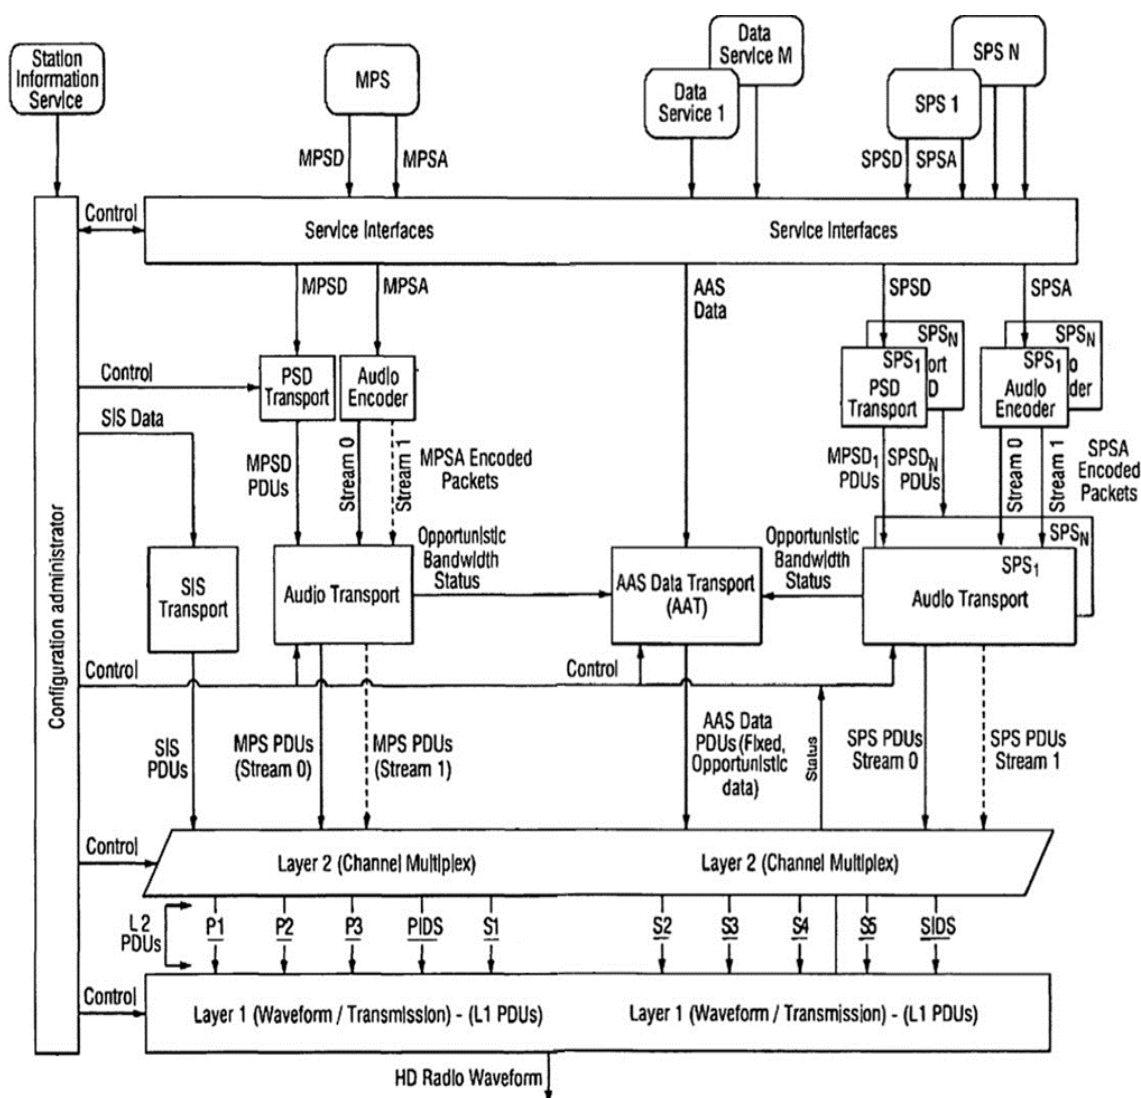 Station
Information
Service
MPS
Data
Service M
Data
Service 1
SPS N
SPS 1
MPSD
MPSA
SPSD
SPSA
Control
Service Interfaces
Service Interfaces
MPSD
MPSA
AAS
Data
SPSD
SPSA
Control
PSD
Transport
Audio
Encoder
SPSN
ort
D
SPS1
PSD
Transport
SPSN
o
der
SPS1
Audio
Encoder
SIS Data
MPSD
PDUs
Stream 0
Stream 1
MPSA Encoded
Packets
MPSD1
PDUs
SPSDN
PDUs
Stream 0
Stream 1
SPSA
Encoded
Packets
Configuration administrator
SIS
Transport
Audio Transport
Opportunistic
Bandwidth
Status
AAS Data Transport
(AAT)
Opportunistic
Bandwidth
Status
SPSN
SPS1
Audio Transport
Control
Control
SIS
PDUs
MPS PDUs
(Stream 0)
MPS PDUs
(Stream 1)
AAS Data
PDUs (Fixed,
Opportunistic
data)
Status
SPS PDUs
Stream 0
SPS PDUs
Stream 1
Control
Layer 2 (Channel Multiplex)
Layer 2 (Channel Multiplex)
L2
PDUs
P1
P2
P3
PIDS
S1
S2
S3
S4
S5
SIDS
Control
Layer 1 (Waveform / Transmission) - (L1 PDUs)
Layer 1 (Waveform / Transmission) - (L1 PDUs)
HD Radio Waveform